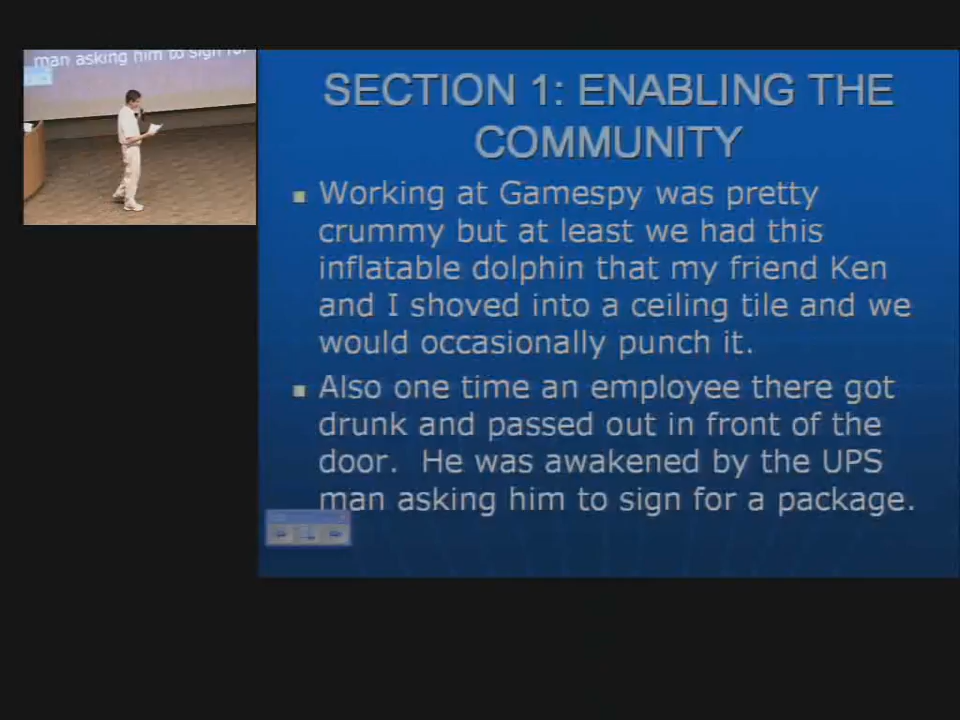 man asking him to sign for
SECTION 1: ENABLING THE
COMMUNITY
Working at Gamespy was pretty
crummy but at least we had this
inflatable dolphin that my friend Ken
and I shoved into a ceiling tile and we
would occasionally punch it.
Also one time an employee there got
drunk and passed out in front of the
door. He was awakened by the UPS
man asking him to sign for a package.